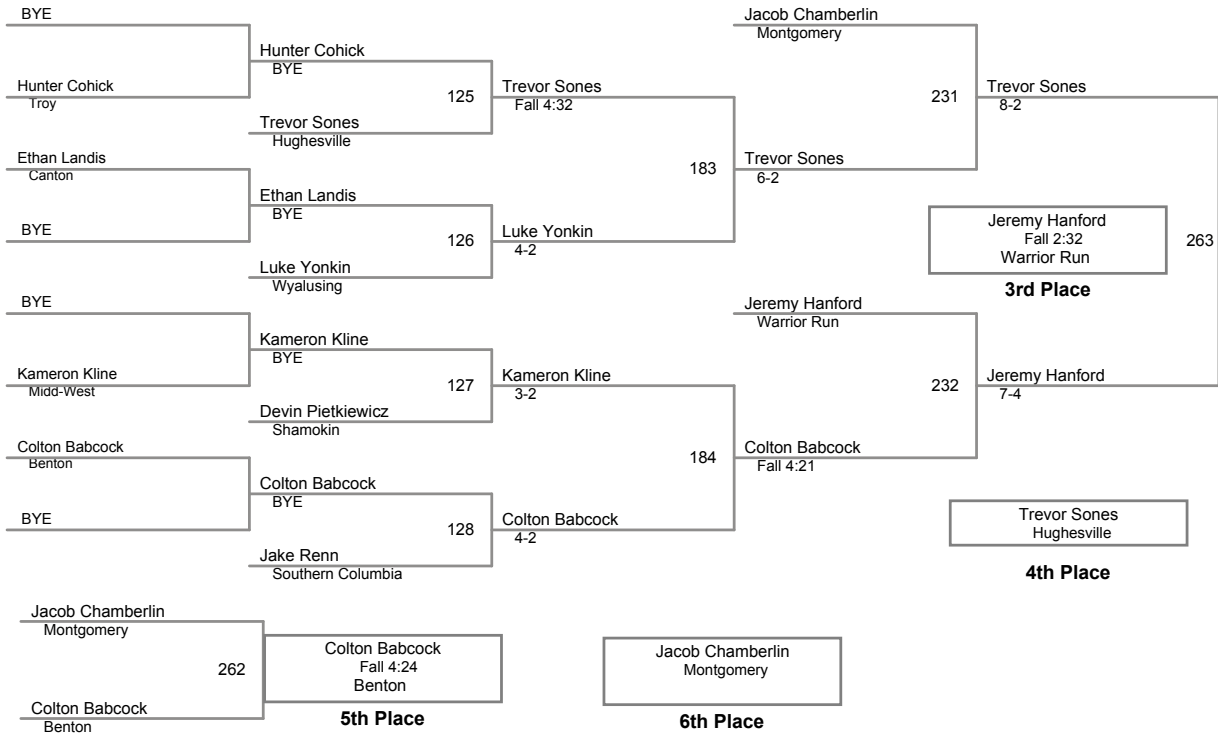 BYE
Jacob Chamberlin
Montgomery
Hunter Cohick
BYE
Hunter Cohick
Troy
125
Trevor Sones
Fall 4:32
231
Trevor Sones
8-2
Trevor Sones
Hughesville
Ethan Landis
Canton
183
Trevor Sones
6-2
Ethan Landis
BYE
BYE
126
Luke Yonkin
4-2
Jeremy Hanford
Fall 2:32
Warrior Run
263
3rd Place
Luke Yonkin
Wyalusing
BYE
Jeremy Hanford
Warrior Run
Kameron Kline
BYE
Kameron Kline
Midd-West
127
Kameron Kline
3-2
232
Jeremy Hanford
7-4
Devin Pietkiewicz
Shamokin
Colton Babcock
Benton
184
Colton Babcock
Fall 4:21
Colton Babcock
BYE
BYE
128
Colton Babcock
4-2
Trevor Sones
Hughesville
4th Place
Jake Renn
Southern Columbia
Jacob Chamberlin
Montgomery
262
Colton Babcock
Fall 4:24
Benton
5th Place
Jacob Chamberlin
Montgomery
6th Place
Colton Babcock
Benton